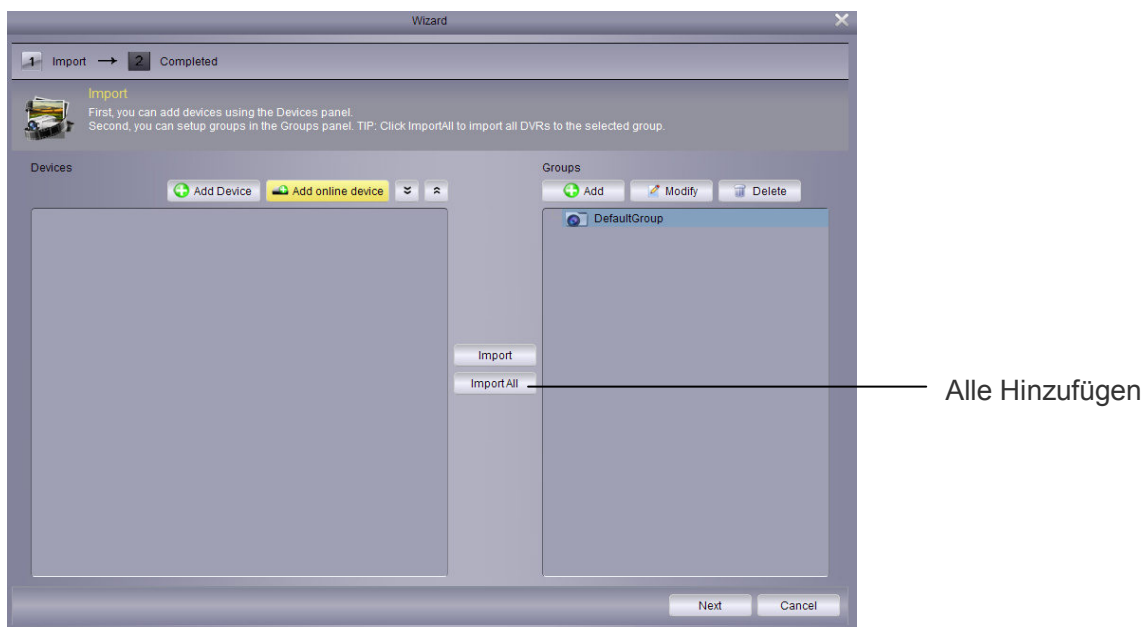 Wizard
1 Import → 2 Completed
Import
First, you can add devices using the Devices panel.
Second, you can setup groups in the Groups panel. TIP: Click ImportAll to import all DVRs to the selected group.
Devices
Add Device Add online device
Groups
Add Modify Delete
DefaultGroup
Import
Import All
Alle Hinzufügen
Next Cancel